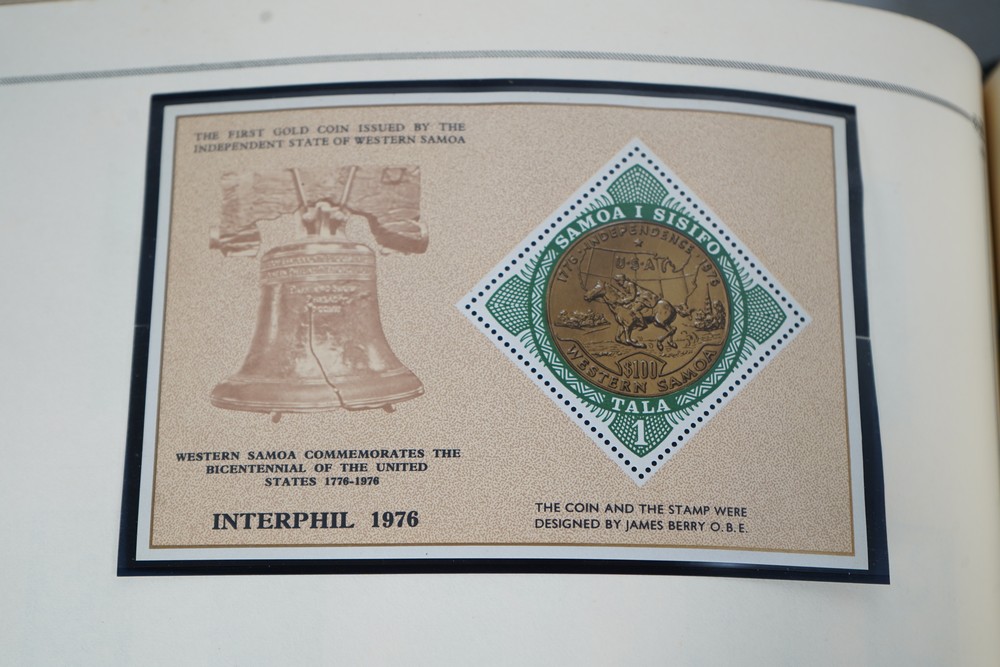 THE FIRST GOLD COIN ISSUED BY THE
INDEPENDENT STATE OF WESTERN SAMOA
SAMOA I SISIFO
1776 · INDEPENDENCE · 1976
U·S·A
$100
WESTERN SAMOA
TALA
1
WESTERN SAMOA COMMEMORATES THE
BICENTENNIAL OF THE UNITED
STATES 1776-1976
INTERPHIL 1976
THE COIN AND THE STAMP WERE
DESIGNED BY JAMES BERRY O.B.E.